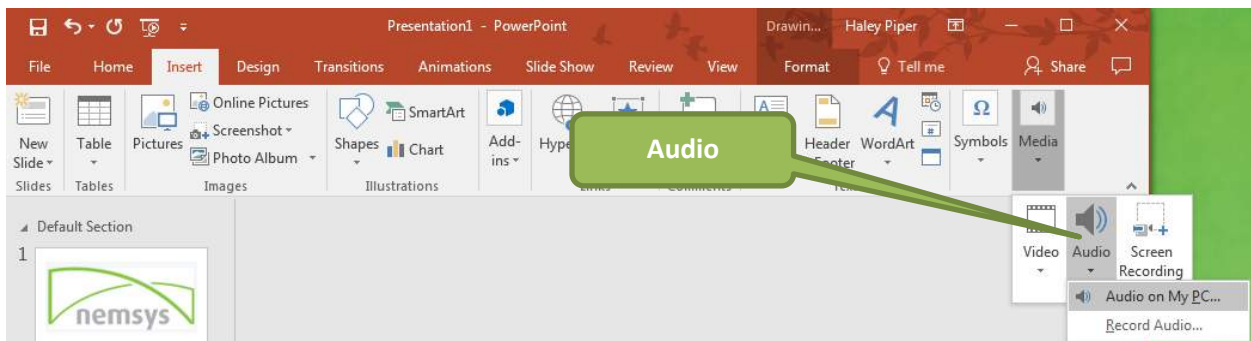 Presentation1 - PowerPoint
Drawin...
Haley Piper
File Home Insert Design Transitions Animations Slide Show Review View Format Tell me Share
New Slide
Table
Pictures
Online Pictures
Screenshot
Photo Album
Shapes
SmartArt
Chart
Add-
ins
Audio
Header
WordArt
Symbols
Media
Slides Tables Images Illustrations
Default Section
1
nemsys
Video Audio Screen
Recording
Audio on My PC...
Record Audio...